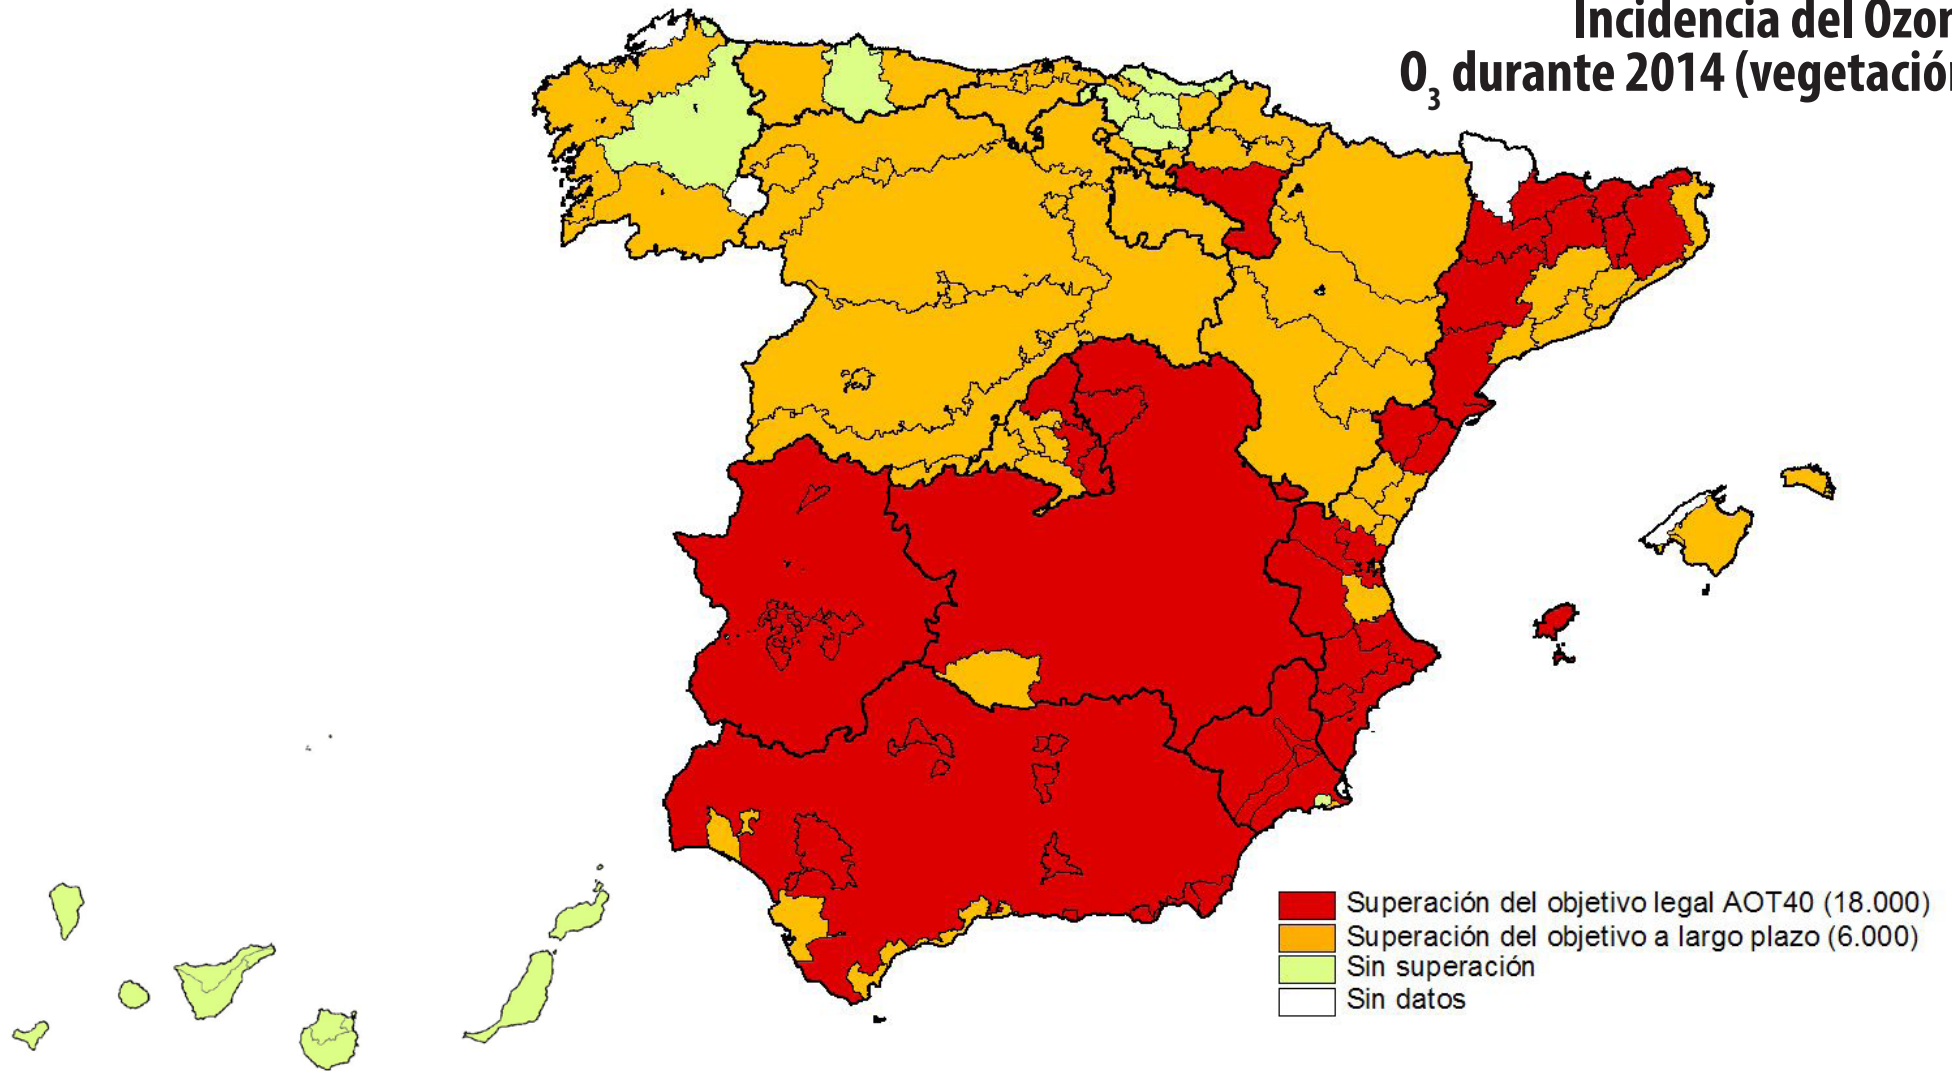 Incidencia del Ozon
O₃ durante 2014 (vegetación
Superación del objetivo legal AOT40 (18.000)
Superación del objetivo a largo plazo (6.000)
Sin superación
Sin datos